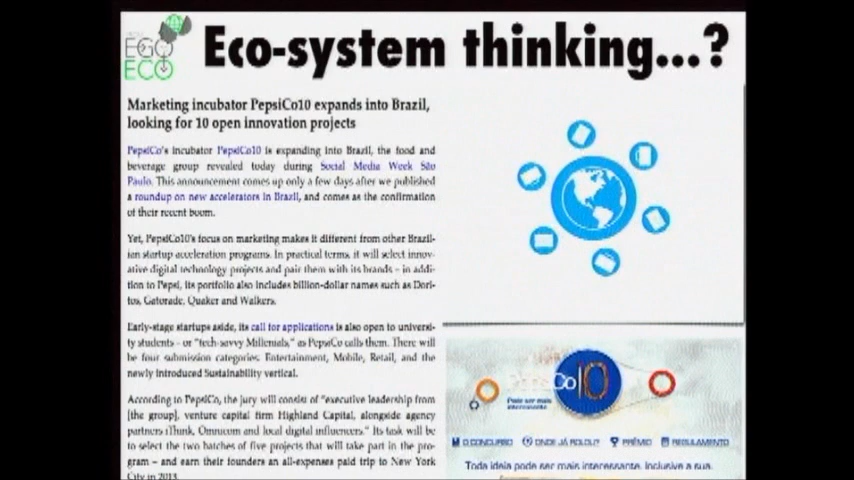 EGO
ECO
Eco-system thinking...?
Marketing incubator PepsiCo10 expands into Brazil,
looking for 10 open innovation projects
PepsiCo's incubator PepsiCo10 is expanding into Brazil, the food and
beverage group revealed today during Social Media Week São
Paulo. This announcement comes up only a few days after we published
a roundup on new accelerators in Brazil, and comes as the confirmation
of their recent boom.
Yet, PepsiCo10's focus on marketing makes it different from other Brazil-
ian startup acceleration programs. In practical terms, it will select innov-
ative digital technology projects and pair them with its brands – in addi-
tion to Pepsi, its portfolio also includes billion-dollar names such as Dori-
tos, Gatorade, Quaker and Walkers.
Early-stage startups aside, its call for applications is also open to universi-
ty students – or "tech-savvy Millenials," as PepsiCo calls them. There will
be four submission categories: Entertainment, Mobile, Retail, and the
newly introduced Sustainability vertical.
According to PepsiCo, the jury will consist of "executive leadership from
[the group], venture capital firm Highland Capital, alongside agency
partners iThink, Omnicom and local digital influencers." Its task will be
to select the two batches of five projects that will take part in the pro-
gram – and earn their founders an all-expenses paid trip to New York
City in 2013.
Co 10
Pode ser mais
interessante
O CONCURSO ONDE JÁ ROLOU? PRÊMIO REGULAMENTO
Toda ideia pode ser mais interessante. Inclusive a sua.